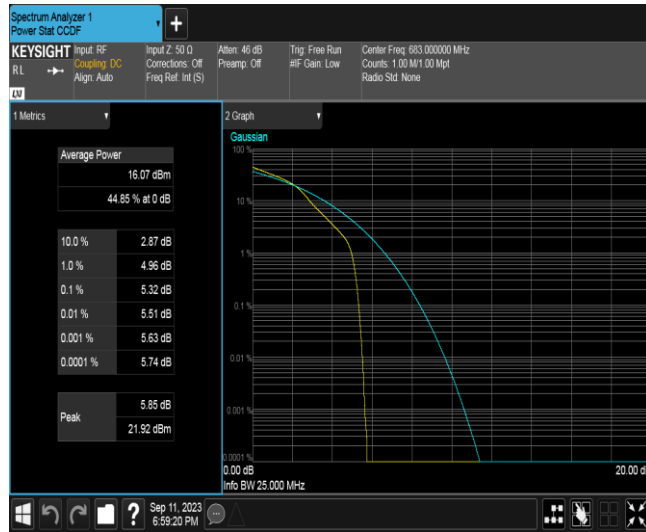 Spectrum Analyzer 1
Power Stat CCDF
KEYSIGHT
Input: RF
Coupling: DC
Align: Auto
Input Z: 50 Ω
Corrections: Off
Freq Ref: Int (S)
Atten: 46 dB
Preamp: Off
Trig: Free Run
#IF Gain: Low
Center Freq: 683.000000 MHz
Counts: 1.00 M/1.00 Mpt
Radio Std: None
R L
LXI
1 Metrics
Average Power
16.07 dBm
44.85 % at 0 dB
10.0 % 2.87 dB
1.0 % 4.96 dB
0.1 % 5.32 dB
0.01 % 5.51 dB
0.001 % 5.63 dB
0.0001 % 5.74 dB
Peak
5.85 dB
21.92 dBm
2 Graph
Gaussian
100 %
10 %
1 %
0.1 %
0.01 %
0.001 %
0.0001 %
0.00 dB
20.00 dB
Info BW 25.000 MHz
?
Sep 11, 2023
6:59:20 PM